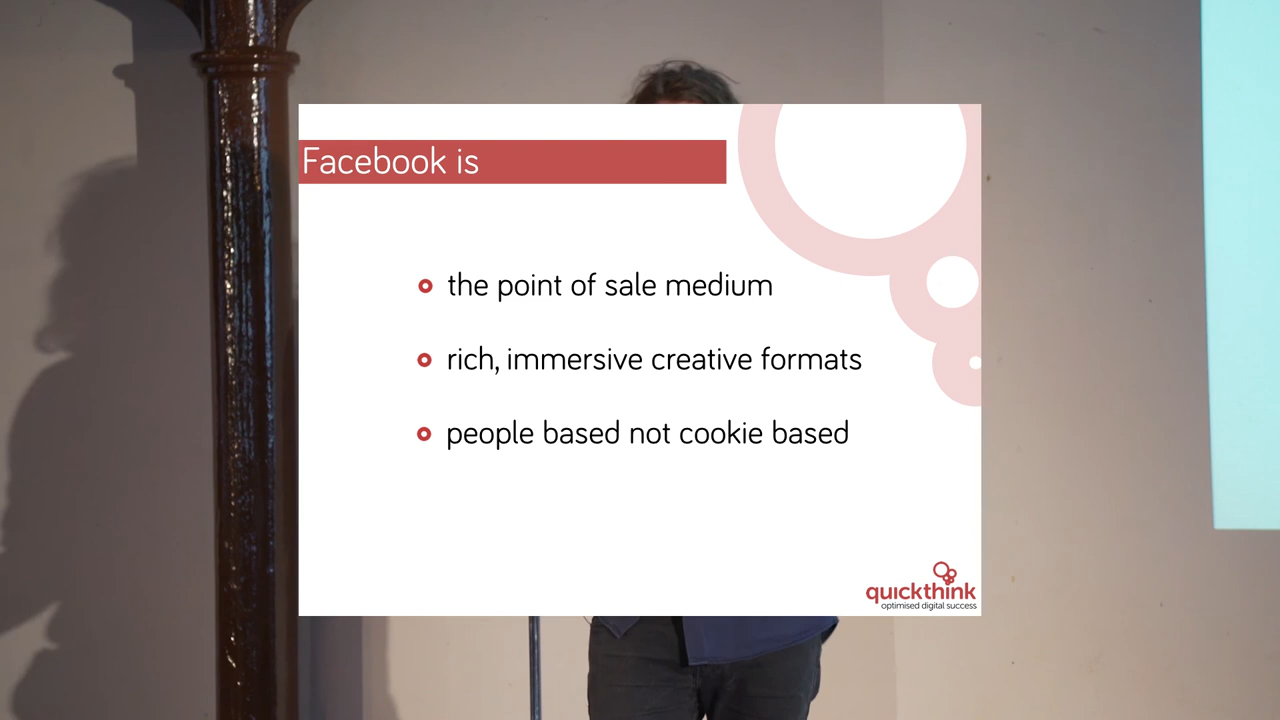 Facebook is
the point of sale medium
rich, immersive creative formats
people based not cookie based
quickthink
optimised digital success